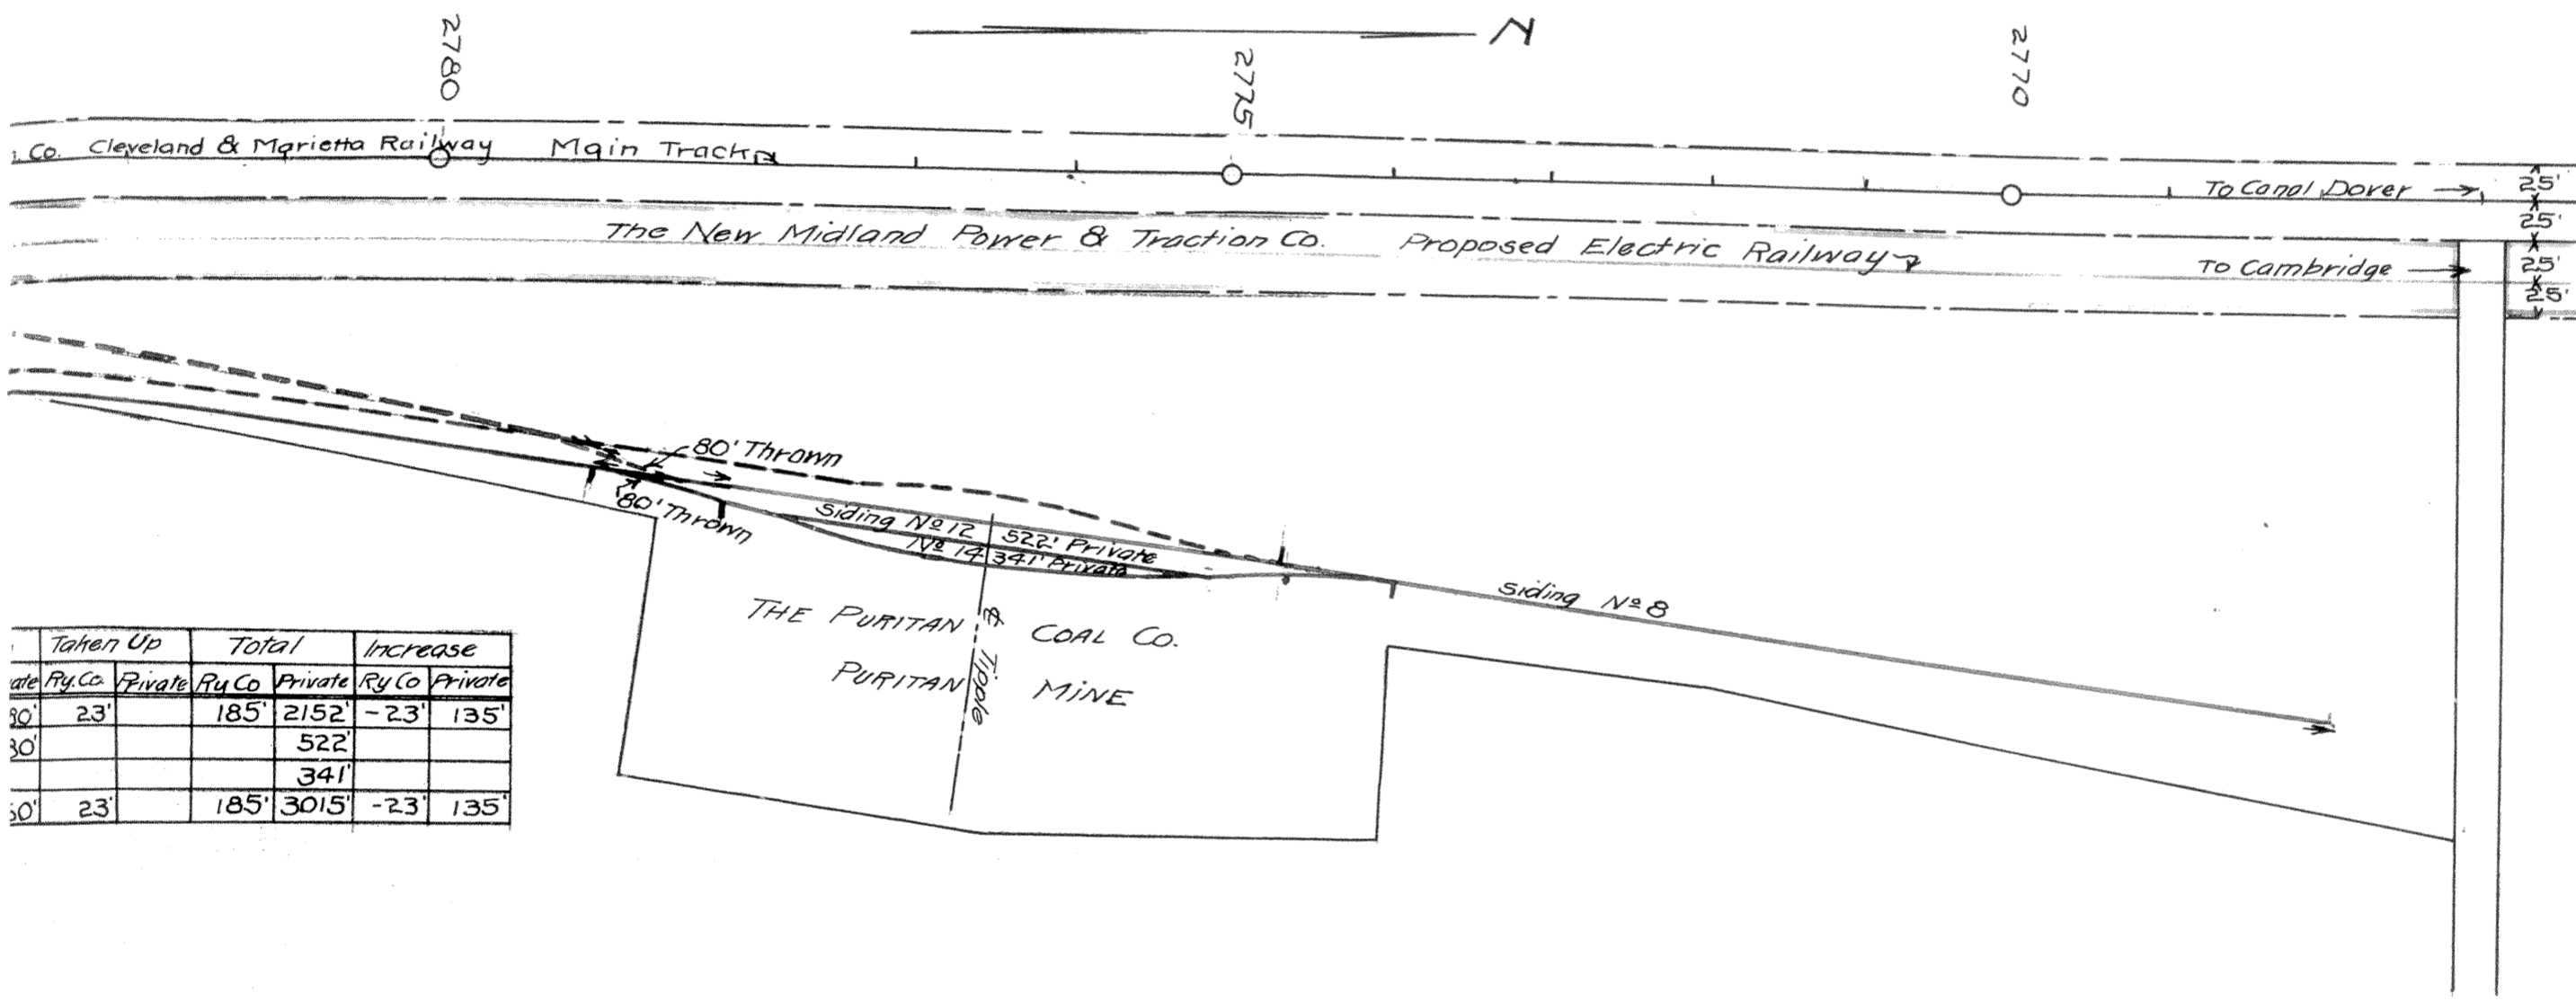 2780
2775
2770
Co. Cleveland & Marietta Railway Main Track
To Canal Dover
25'
25'
The New Midland Power & Traction Co. Proposed Electric Railway
To Cambridge
25'
25'
80' Thrown
80' Thrown
Siding Nº 12 522' Private
Nº 14 341' Private
Siding Nº 8
THE PURITAN COAL CO.
PURITAN MINE
₵ Tipple
Taken Up Total Increase
Ry. Co. Private Ry Co Private Ry Co Private
23' 185' 2152' -23' 135'
522'
341'
23' 185' 3015' -23' 135'